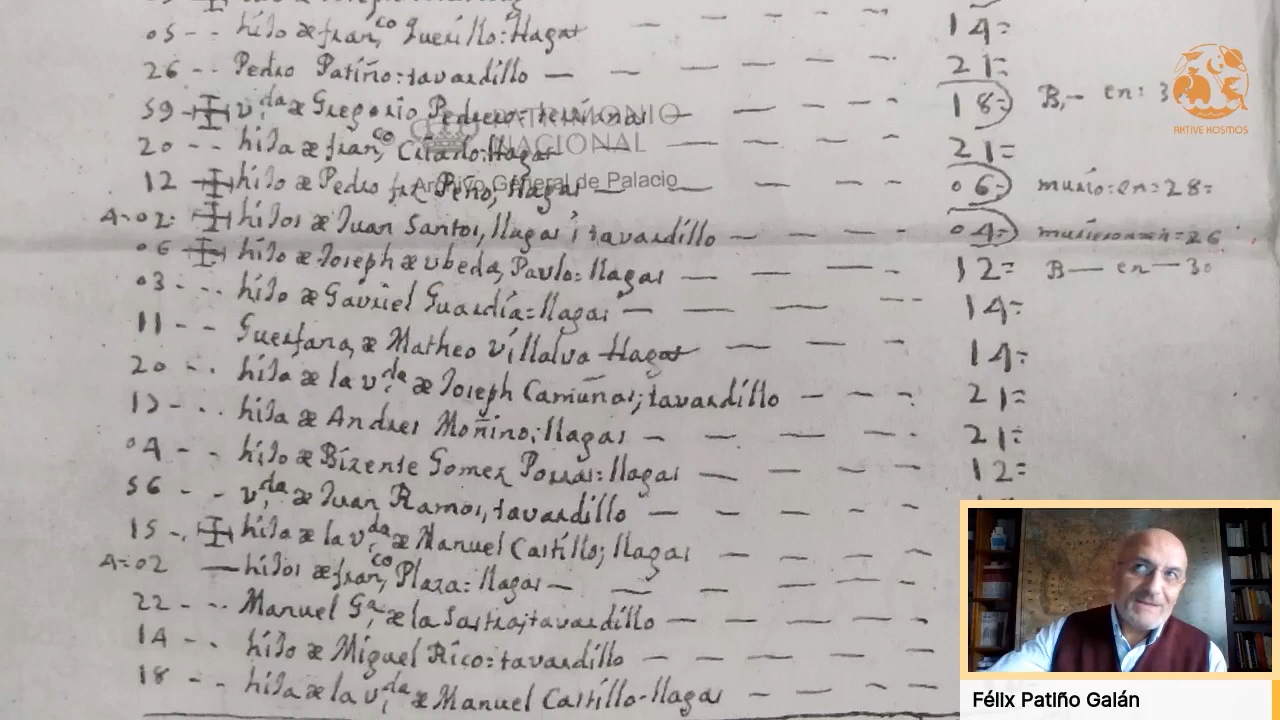 05 - - hijo de fran,co Querillo: llagas - - - - 14=
26 - - Pedro Patiño: tavardillo — — — - - 21=
59 - v,da de Gregorio Pedrero= — — - - 18=) B,- en: 3
20 - - hija de fran,co Criado: llagas — — - - 21=
12 hijo de Pedro frz Peño, llagas — — — - - 06=) murio: en= 28=
A=02= hijos de Juan Santos, llagas i tavardillo — — — - 04=) murieron en= 26
06 hijo de Joseph de ubeda, Pavlo= llagas — — — - 12= B— en — 30
03 - - - hijo de Gavriel Guardia= llagas — — — - - 14=
11 - - Guerfana, de Matheo Villalva llagas — — — - 14=
20 - - - hija de la v,da de Joseph Camuñas; tavardillo — — - 21=
13 - - - hija de Andres Moñino; llagas — — — - - 21=
04 - - hijo de Bizente Gomez Porras= llagas — — — - - 12=
56 - - v,da de Juan Ramos, tavardillo — — — - -
15 - - hija de la v,da de Manuel Castillo; llagas — — - -
A=02 — hijos de fran,co Plaza= llagas — — — - -
22 - - - Manuel G,a de la Sastra; tavardillo — — — - -
14 - - hijo de Miguel Rico: tavardillo — — — - -
18 - - hija de la v,da de Manuel Castillo - llagas — — - -
PATRIMONIO
NACIONAL
Archivo General de Palacio
AKTIVE KOSMOS
Félix Patiño Galán